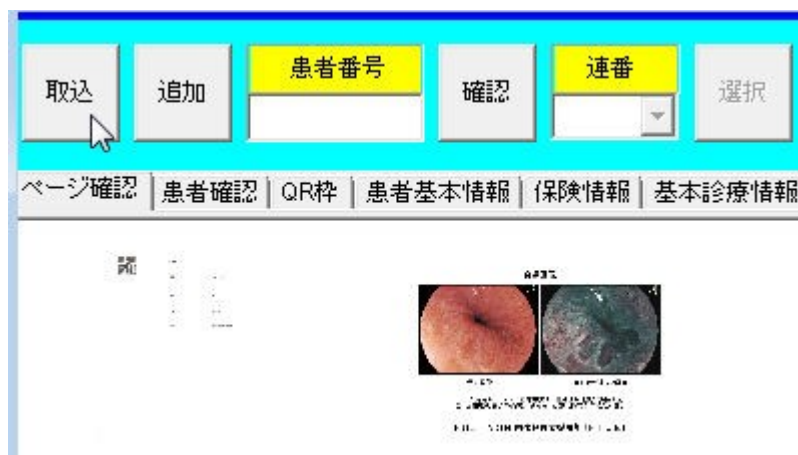 取込
追加
患者番号
確認
連番
選択
ページ確認
患者確認
QR枠
患者基本情報
保険情報
基本診療情報